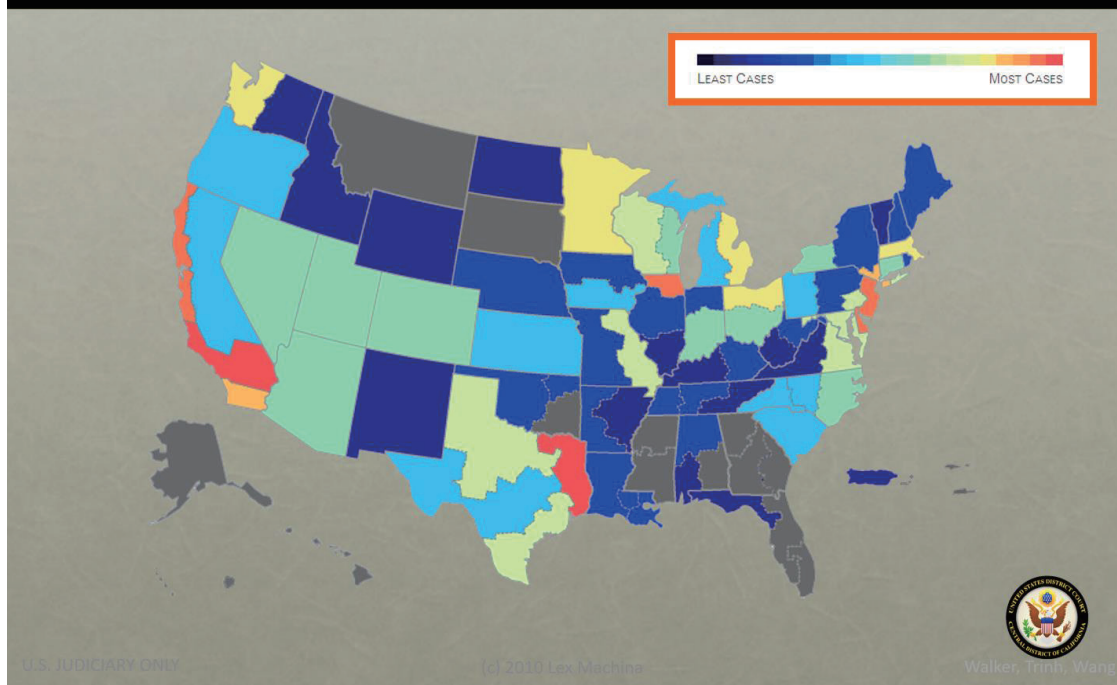 LEAST CASES MOST CASES
UNITED STATES DISTRICT COURT
CENTRAL DISTRICT OF CALIFORNIA
U.S. JUDICIARY ONLY (c) 2010 Lex Machina Walker, Trinh, Wang